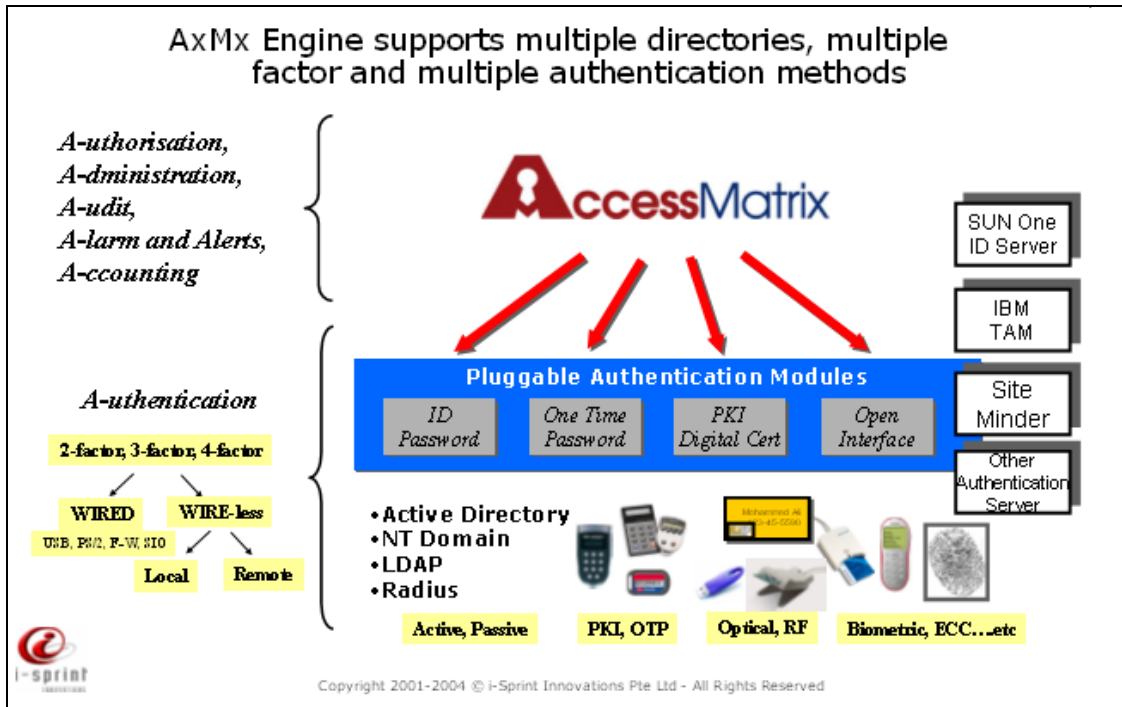 AxMx Engine supports multiple directories, multiple
factor and multiple authentication methods
A-uthorisation,
A-dministration,
A-udit,
A-larm and Alerts,
A-ccounting
AccessMatrix
SUN One
ID Server
IBM
TAM
Site
Minder
Other
Authentication
Server
Pluggable Authentication Modules
ID
Password
One Time
Password
PKI
Digital Cert
Open
Interface
A-uthentication
2-factor, 3-factor, 4-factor
WIRED
WIRE-less
USB, PS/2, F-W, SIO
Local
Remote
•Active Directory
•NT Domain
•LDAP
•Radius
Mohammed Ali
Active, Passive
PKI, OTP
Optical, RF
Biometric, ECC....etc
i-sprint
innovations
Copyright 2001-2004 © i-Sprint Innovations Pte Ltd - All Rights Reserved